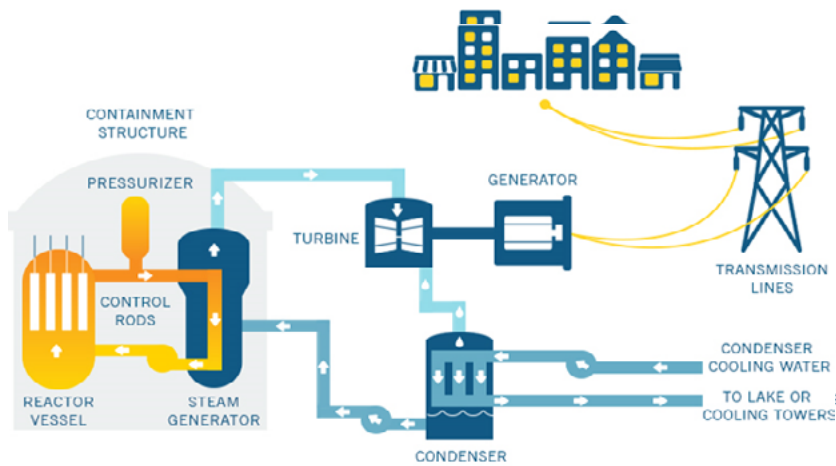 CONTAINMENT
STRUCTURE
PRESSURIZER
CONTROL
RODS
REACTOR
VESSEL
STEAM
GENERATOR
TURBINE
GENERATOR
TRANSMISSION
LINES
CONDENSER
COOLING WATER
TO LAKE OR
COOLING TOWERS
CONDENSER